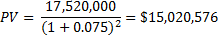 PV = 17,520,000 / (1 + 0.075)² = $15,020,576